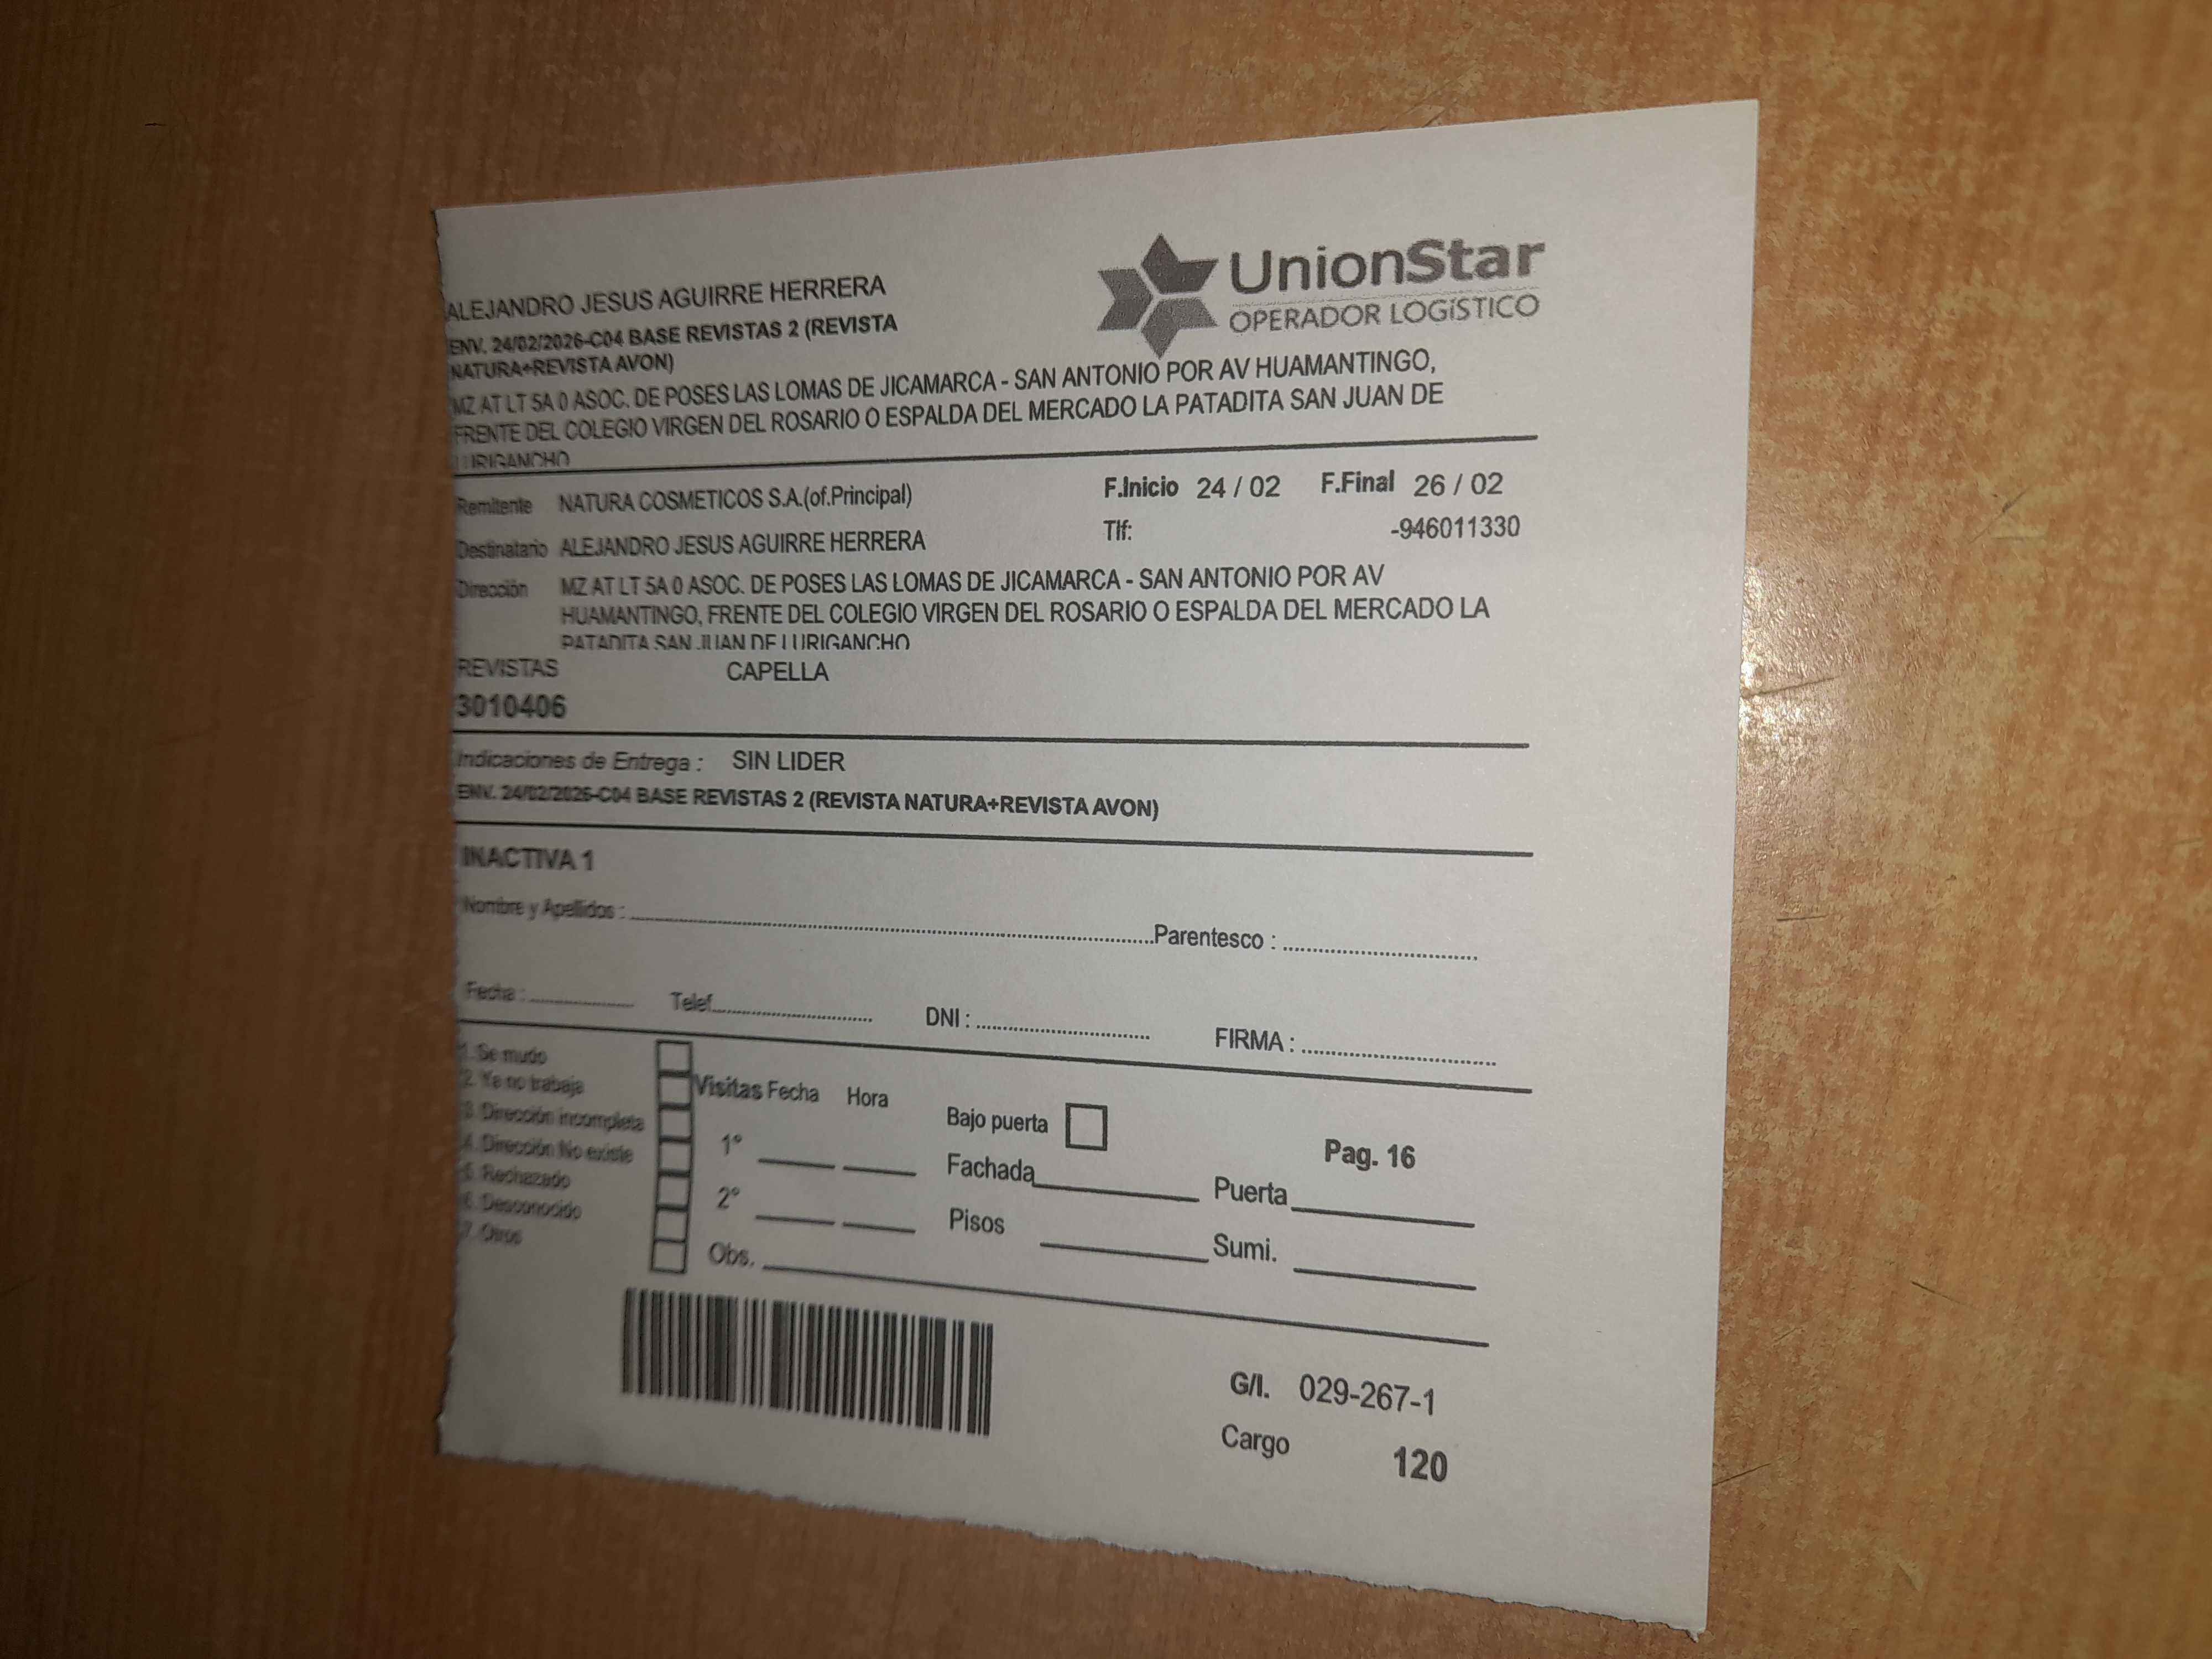 UnionStar
OPERADOR LOGÍSTICO
ALEJANDRO JESUS AGUIRRE HERRERA
ENV. 24/02/2026-C04 BASE REVISTAS 2 (REVISTA
NATURA+REVISTA AVON)
MZ AT LT 5A 0 ASOC. DE POSES LAS LOMAS DE JICAMARCA - SAN ANTONIO POR AV HUAMANTINGO,
FRENTE DEL COLEGIO VIRGEN DEL ROSARIO O ESPALDA DEL MERCADO LA PATADITA SAN JUAN DE
LURIGANCHO
Remitente NATURA COSMETICOS S.A.(of.Principal) F.Inicio 24 / 02 F.Final 26 / 02
Destinatario ALEJANDRO JESUS AGUIRRE HERRERA Tlf: -946011330
Dirección MZ AT LT 5A 0 ASOC. DE POSES LAS LOMAS DE JICAMARCA - SAN ANTONIO POR AV
HUAMANTINGO, FRENTE DEL COLEGIO VIRGEN DEL ROSARIO O ESPALDA DEL MERCADO LA
PATADITA SAN JUAN DE LURIGANCHO
REVISTAS CAPELLA
3010406
Indicaciones de Entrega : SIN LIDER
ENV. 24/02/2026-C04 BASE REVISTAS 2 (REVISTA NATURA+REVISTA AVON)
INACTIVA 1
Nombre y Apellidos : Parentesco :
Fecha : Telef. DNI : FIRMA :
1. Se mudo
2. Ya no trabaja
3. Dirección incompleta
4. Dirección No existe
5. Rechazado
6. Desconocido
7. Otros
Visitas Fecha Hora
1°
2°
Obs.
Bajo puerta
Fachada
Pisos
Pag. 16
Puerta
Sumi.
G/I. 029-267-1
Cargo 120